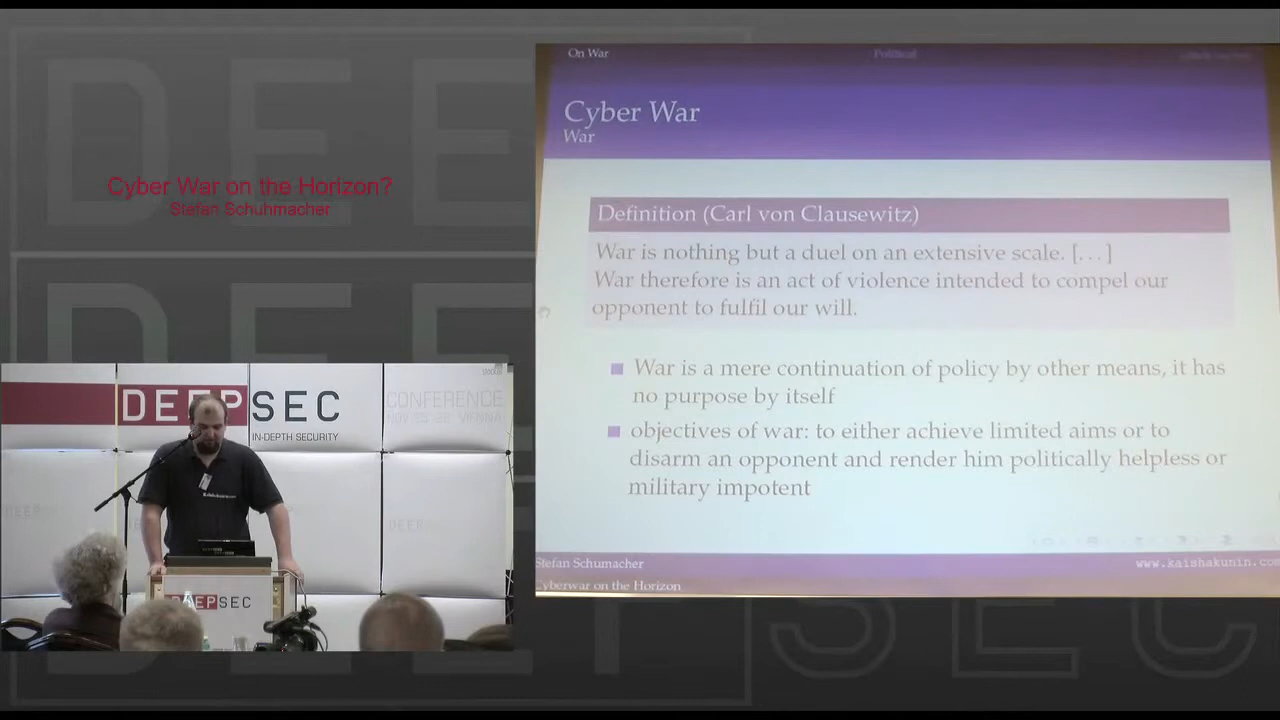 Cyber War on the Horizon?
Stefan Schuhmacher
On War
Political
Cyber War
War
Definition (Carl von Clausewitz)
War is nothing but a duel on an extensive scale. [...]
War therefore is an act of violence intended to compel our
opponent to fulfil our will.
War is a mere continuation of policy by other means, it has
no purpose by itself
objectives of war: to either achieve limited aims or to
disarm an opponent and render him politically helpless or
military impotent
Stefan Schumacher
www.kaishakunin.com
Cyberwar on the Horizon
DEEPSEC
IN-DEPTH SECURITY
CONFERENCE
DEEPSEC
DEEP
DEEP
DEEPSEC